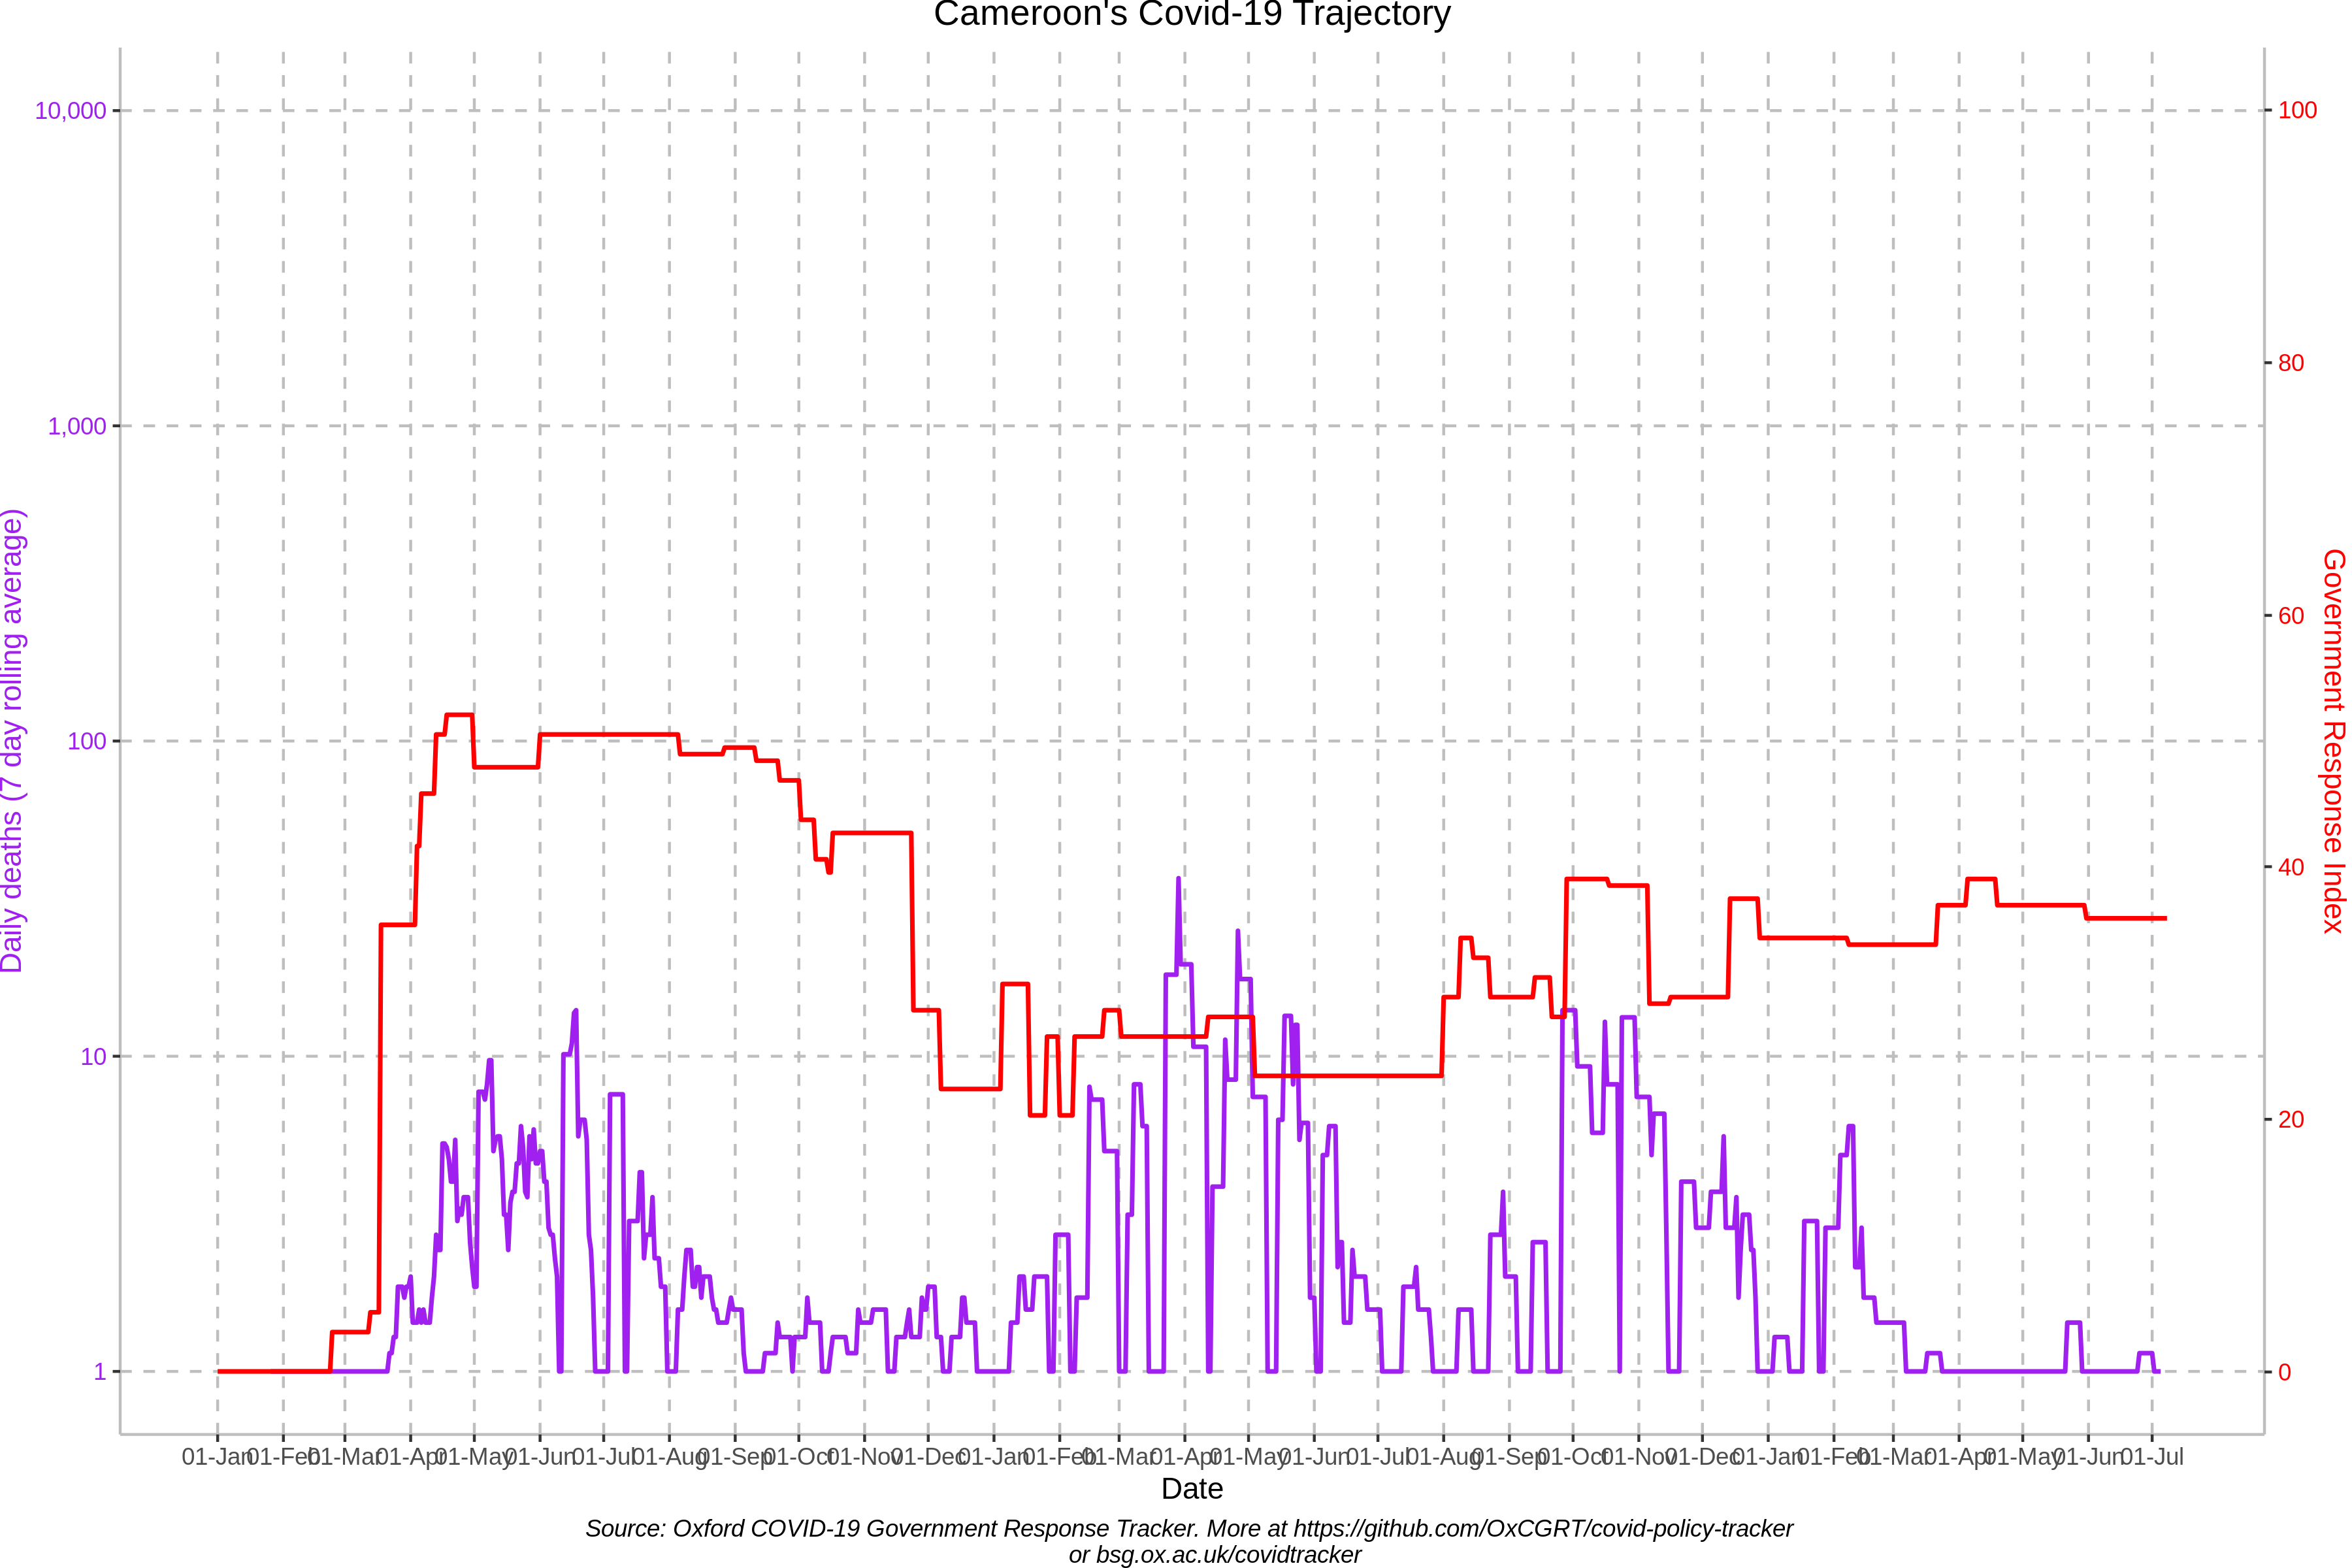 Cameroon's Covid-19 Trajectory
Daily deaths (7 day rolling average)
10,000
1,000
100
10
1
Government Response Index
100
80
60
40
20
0
01-Jan
01-Feb
01-Mar
01-Apr
01-May
01-Jun
01-Jul
01-Aug
01-Sep
01-Oct
01-Nov
01-Dec
01-Jan
01-Feb
01-Mar
01-Apr
01-May
01-Jun
01-Jul
01-Aug
01-Sep
01-Oct
01-Nov
01-Dec
01-Jan
01-Feb
01-Mar
01-Apr
01-May
01-Jun
01-Jul
Date
Source: Oxford COVID-19 Government Response Tracker. More at https://github.com/OxCGRT/covid-policy-tracker
or bsg.ox.ac.uk/covidtracker